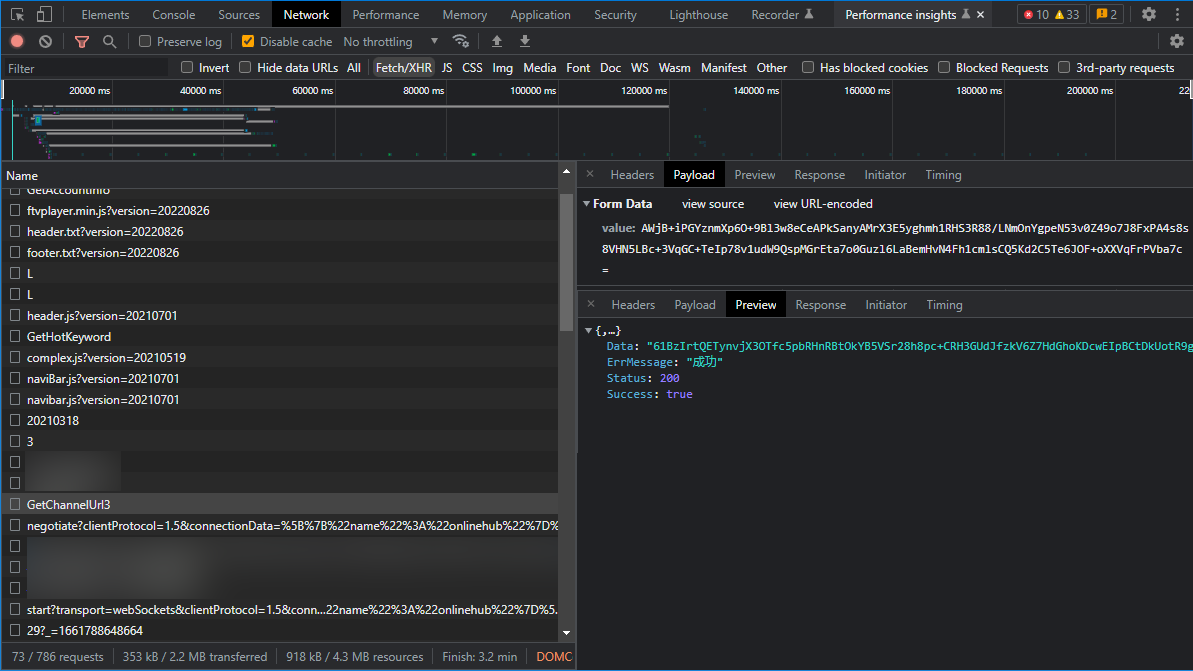 Elements Console Sources Network Performance Memory Application Security Lighthouse Recorder Performance insights × 10 33 2
Preserve log Disable cache No throttling
Filter Invert Hide data URLs All Fetch/XHR JS CSS Img Media Font Doc WS Wasm Manifest Other Has blocked cookies Blocked Requests 3rd-party requests
20000 ms 40000 ms 60000 ms 80000 ms 100000 ms 120000 ms 140000 ms 160000 ms 180000 ms 200000 ms 220
Name
GetAccountInfo
ftvplayer.min.js?version=20220826
header.txt?version=20220826
footer.txt?version=20220826
L
L
header.js?version=20210701
GetHotKeyword
complex.js?version=20210519
naviBar.js?version=20210701
navibar.js?version=20210701
20210318
3
GetChannelUrl3
negotiate?clientProtocol=1.5&connectionData=%5B%7B%22name%22%3A%22onlinehub%22%7D%
start?transport=webSockets&clientProtocol=1.5&conn...22name%22%3A%22onlinehub%22%7D%5.
29?_=1661788648664
73 / 786 requests 353 kB / 2.2 MB transferred 918 kB / 4.3 MB resources Finish: 3.2 min DOMC
× Headers Payload Preview Response Initiator Timing
Form Data view source view URL-encoded
value: AWjB+iPGYznmXp6O+9Bl3w8eCeAPkSanyAMrX3E5yghmh1RHS3R88/LNmOnYgpeN53v0Z49o7J8FxPA4s8s
8VHN5LBc+3VqGC+TeIp78v1udW9QspMGrEta7o0Guzl6LaBemHvN4Fh1cmlsCQ5Kd2C5Te6JOF+oXXVqFrPVba7c
=
× Headers Payload Preview Response Initiator Timing
{,…}
Data: "61BzIrtQETynvjX3OTfc5pbRHnRBtOkYB5VSr28h8pc+CRH3GUdJfzkV6Z7HdGhoKDcwEIpBCtDkUotR9g
ErrMessage: "成功"
Status: 200
Success: true